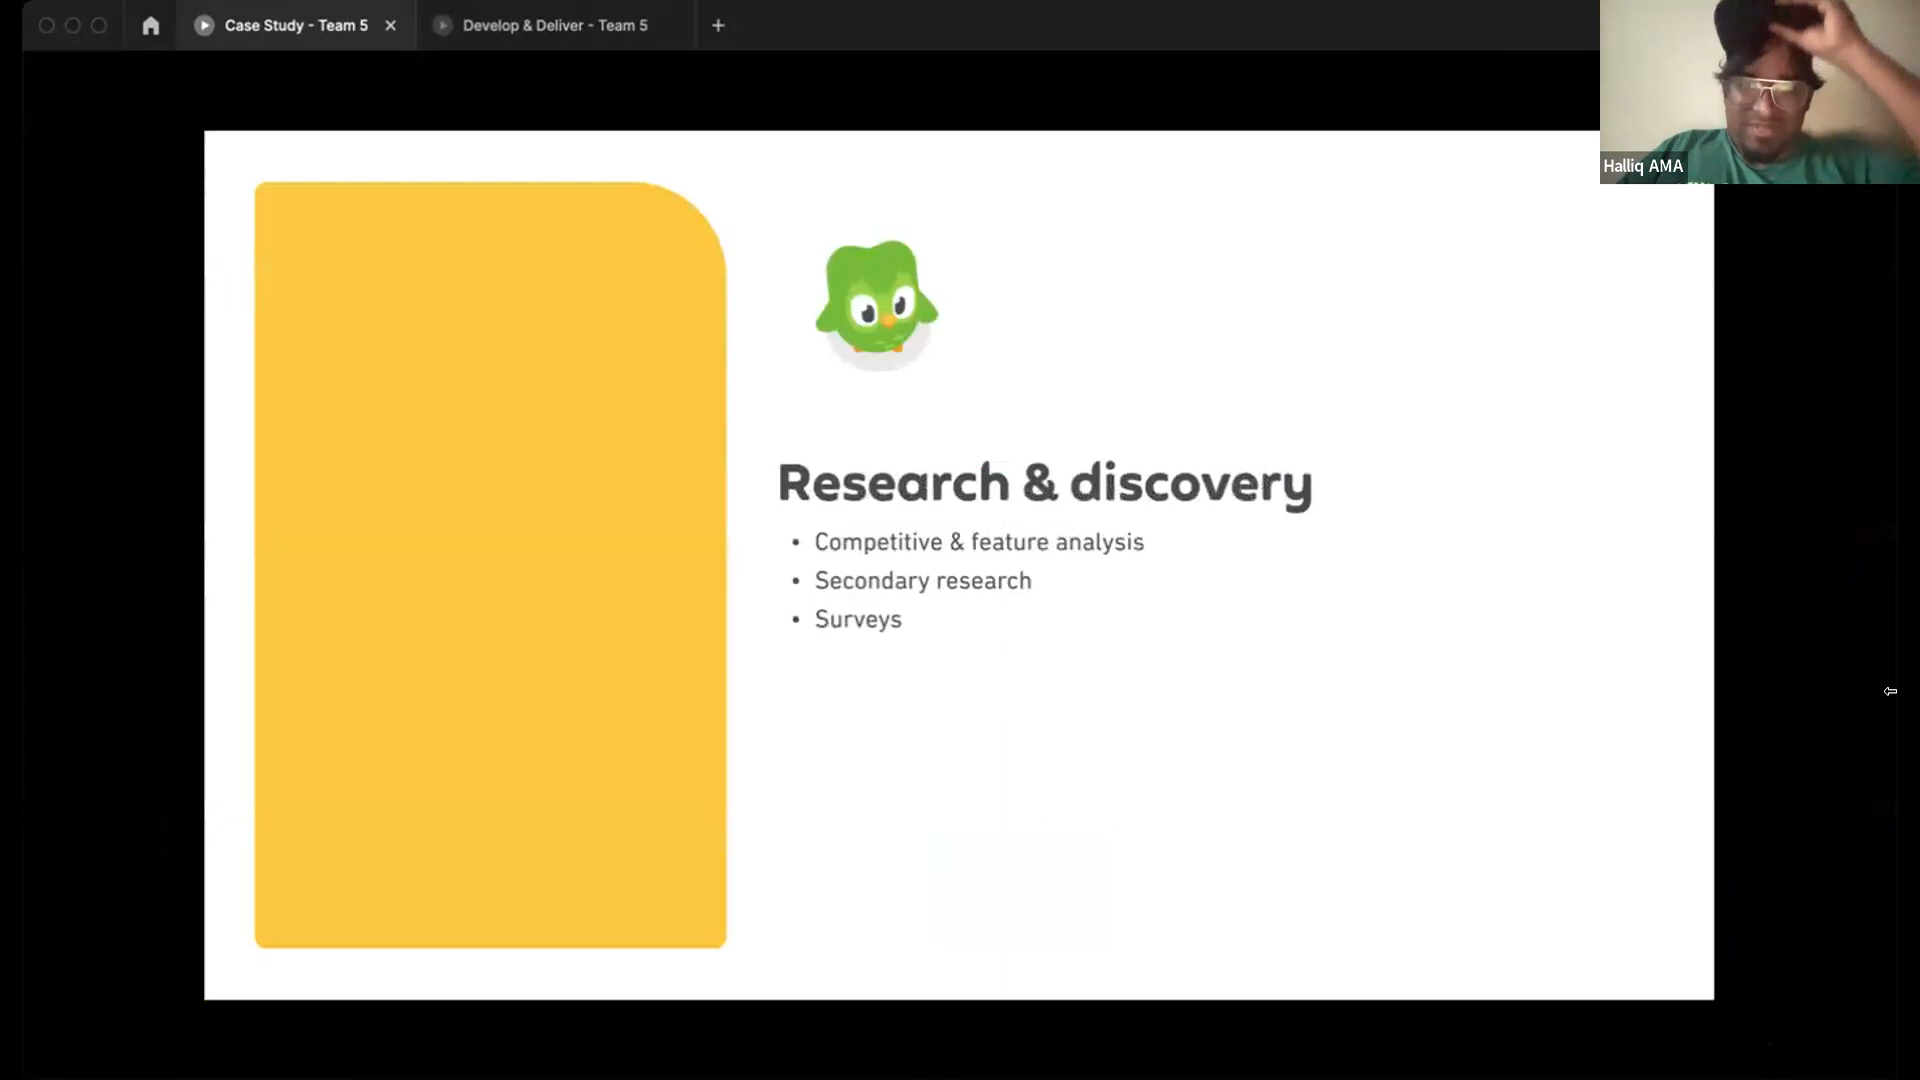 Case Study - Team 5
Develop & Deliver - Team 5
Halliq AMA
Research & discovery
• Competitive & feature analysis
• Secondary research
• Surveys